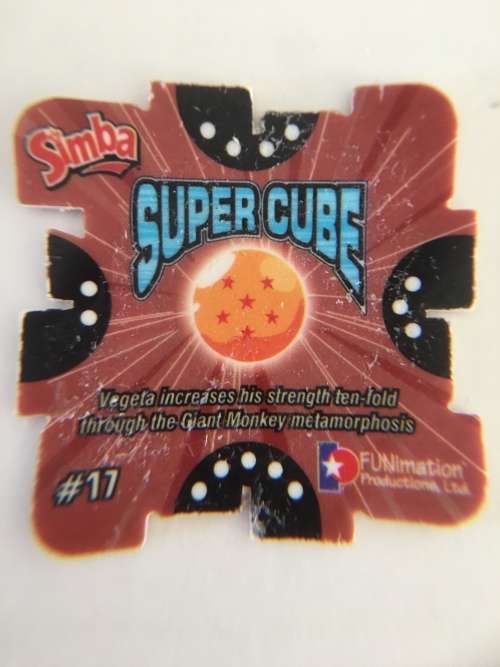 Simba
SUPER CUBE
Vegeta increases his strength ten-fold
through the Giant Monkey metamorphosis
#17
FUNimation
Productions, Ltd.